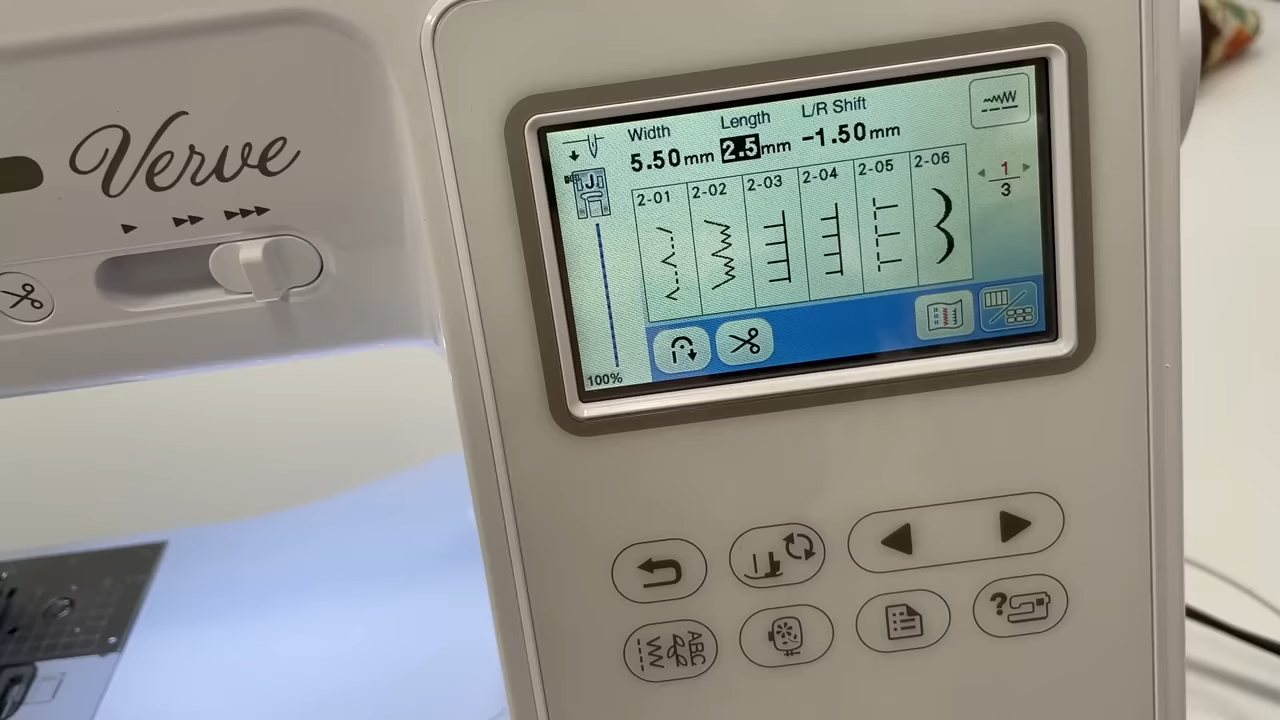 Verve
Width Length L/R Shift
5.50mm 2.5mm -1.50mm
J
2-01 2-02 2-03 2-04 2-05 2-06
1
3
100%
?
ABC